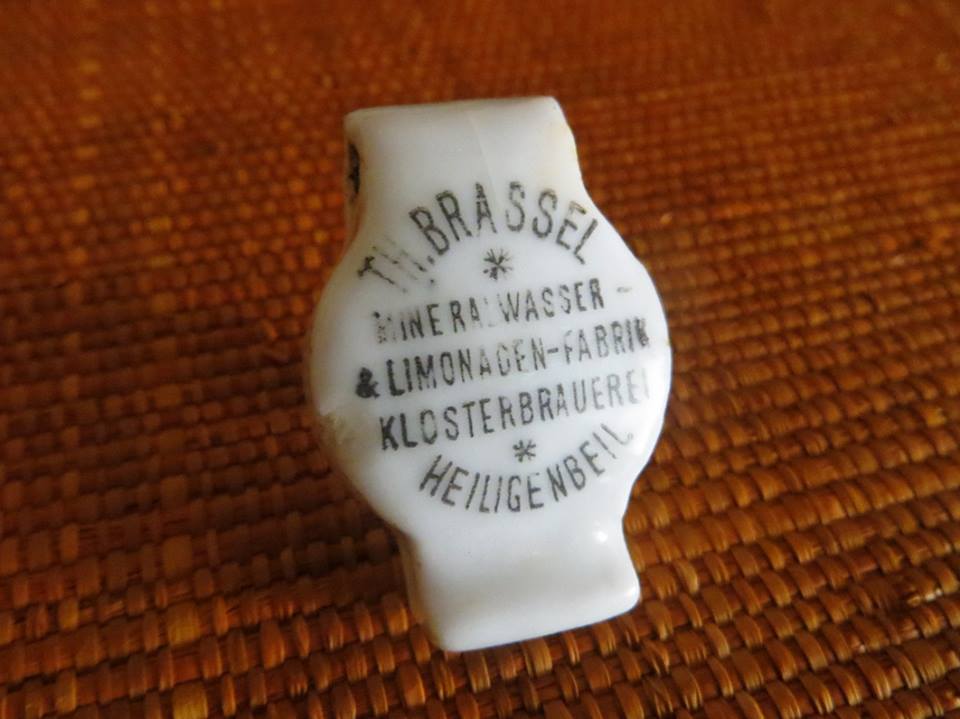 TH. BRASSEL
*
MINERALWASSER -
& LIMONADEN-FABRIK
KLOSTERBRAUEREI
*
HEILIGENBEIL